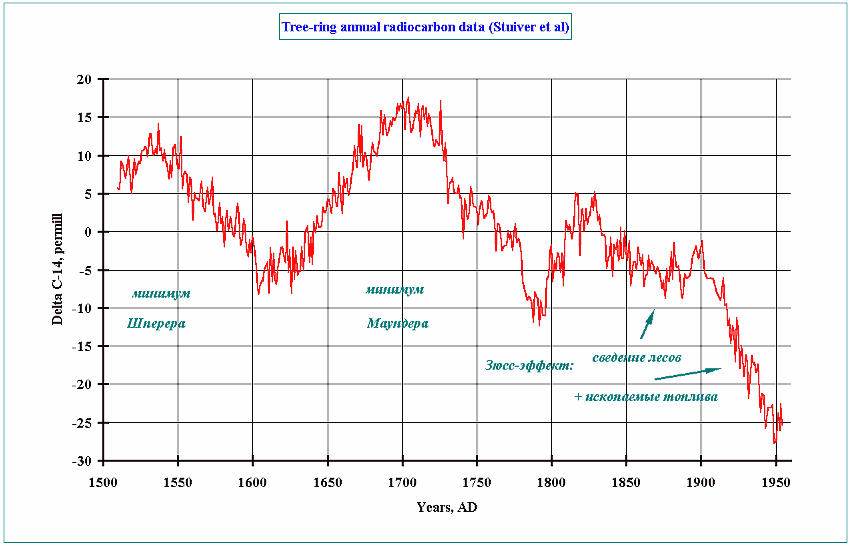 Tree-ring annual radiocarbon data (Stuiver et al)
20
15
10
5
0
-5
-10
-15
-20
-25
-30
Delta C-14, permill
минимум
Шперера
минимум
Маундера
Зюсс-эффект:
сведение лесов
+ ископаемые топлива
1500 1550 1600 1650 1700 1750 1800 1850 1900 1950
Years, AD